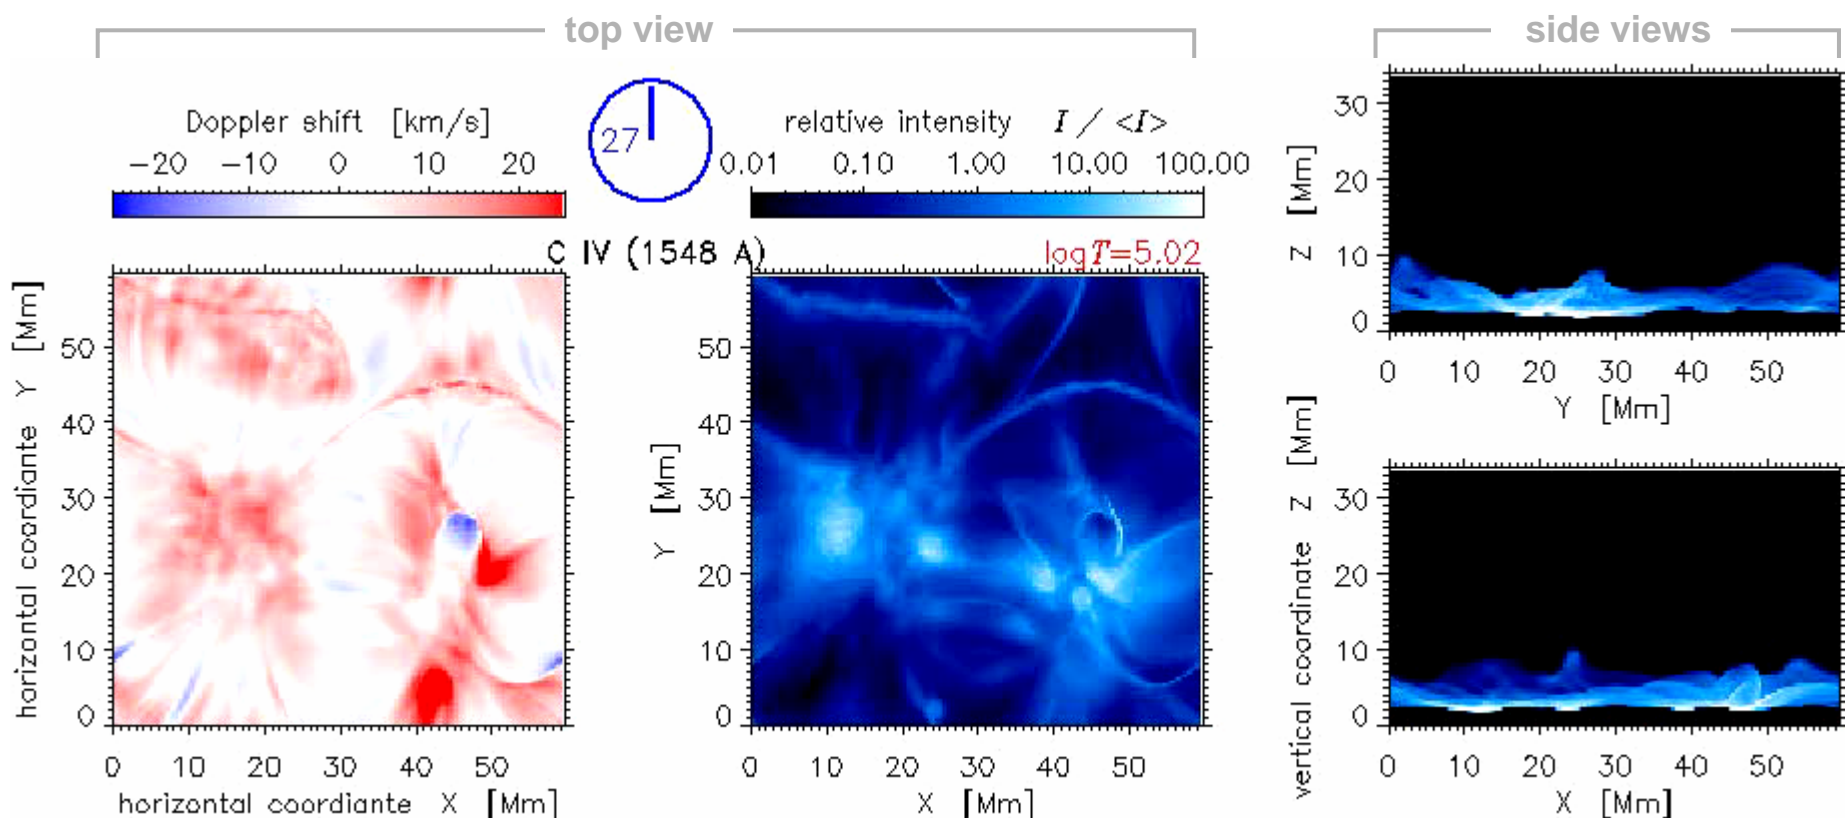 top view
side views
Doppler shift [km/s]
−20 −10 0 10 20
27
relative intensity I / <I>
0.01 0.10 1.00 10.00 100.00
C IV (1548 A)
logT=5.02
horizontal coordiante Y [Mm]
50
40
30
20
10
0
0 10 20 30 40 50
horizontal coordiante X [Mm]
Y [Mm]
50
40
30
20
10
0
0 10 20 30 40 50
X [Mm]
vertical coordinate Z [Mm]
Z [Mm]
30
20
10
0
0 10 20 30 40 50
Y [Mm]
30
20
10
0
0 10 20 30 40 50
X [Mm]